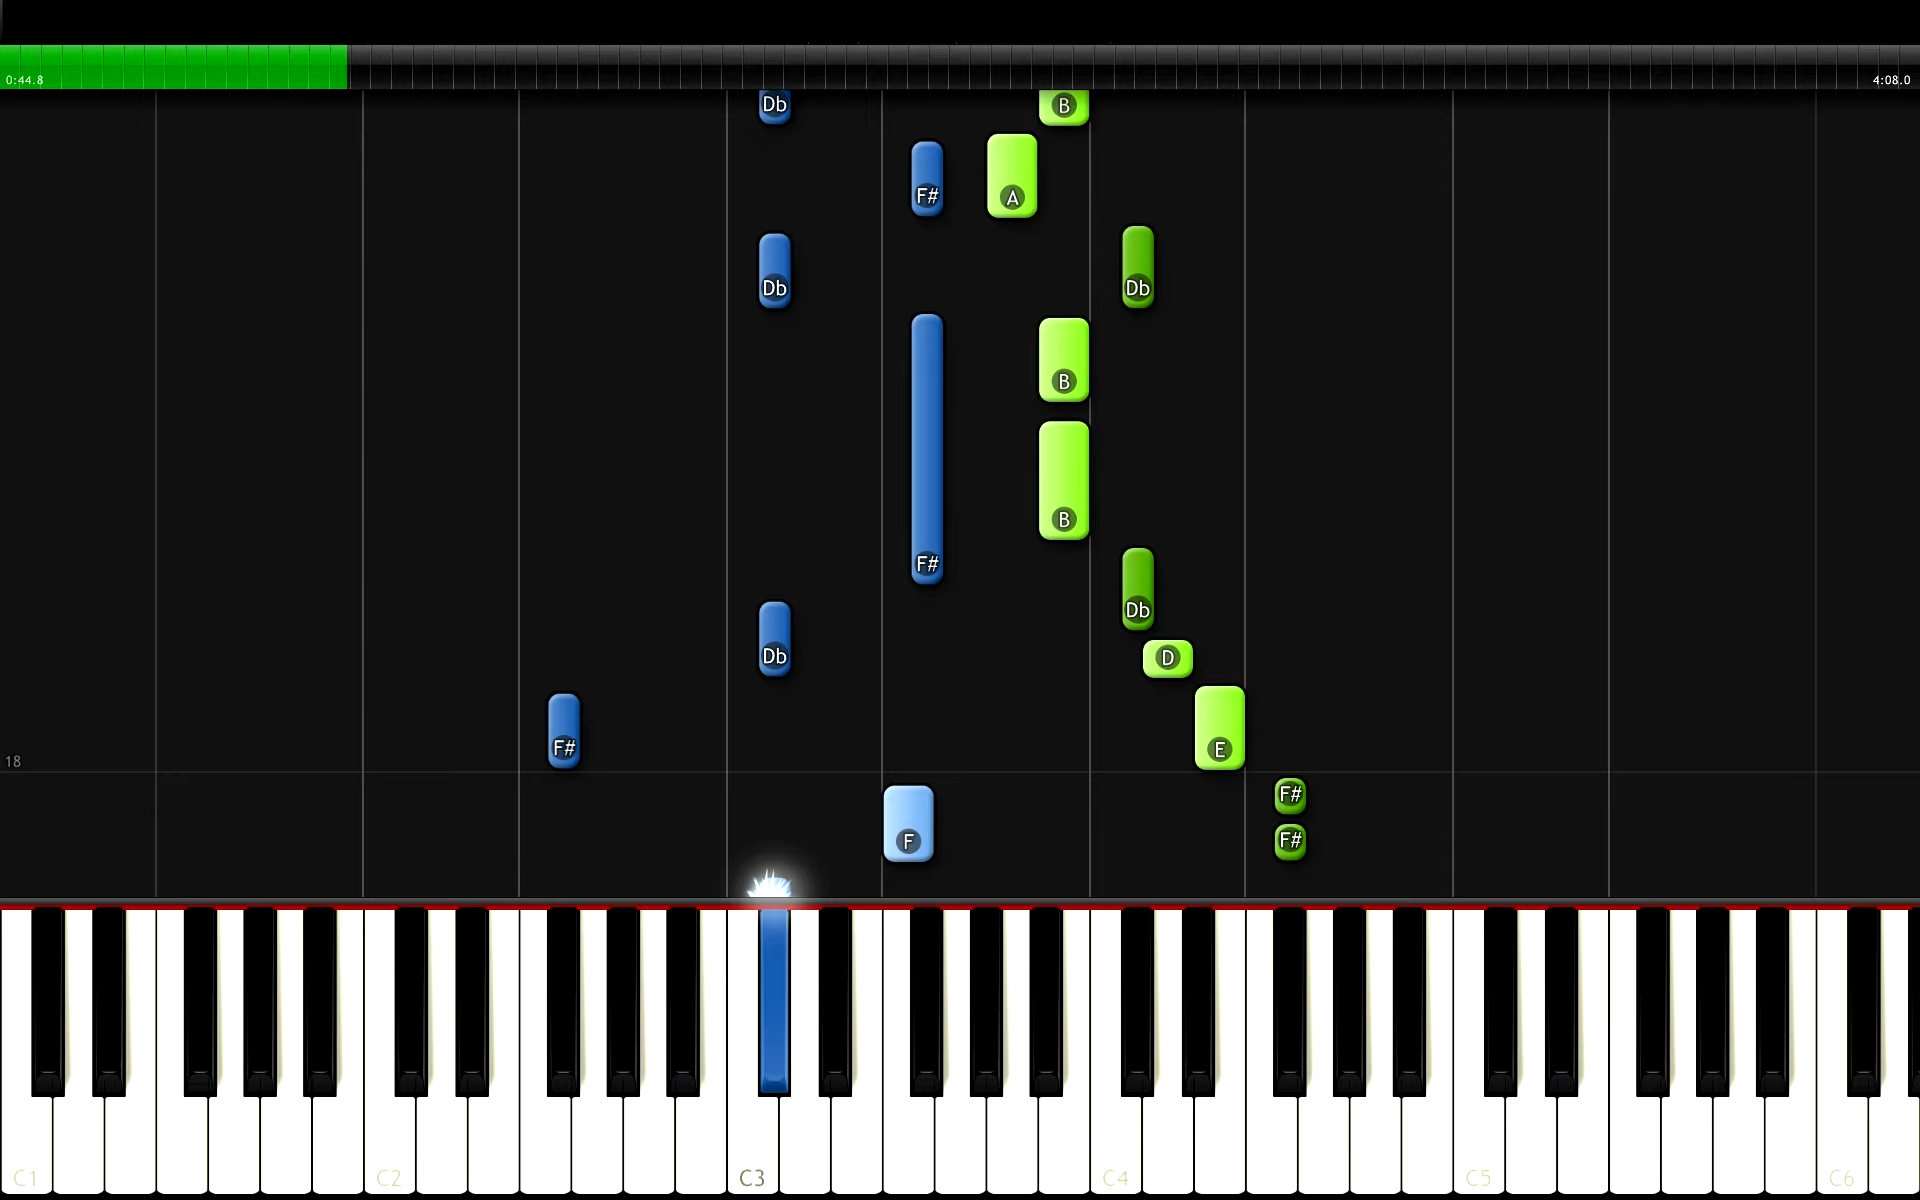 0:44.8 4:08.0
Db B
F# A
Db Db
B
B
F#
Db
Db D
F# E
18
F#
F F#
C1 C2 C3 C4 C5 C6